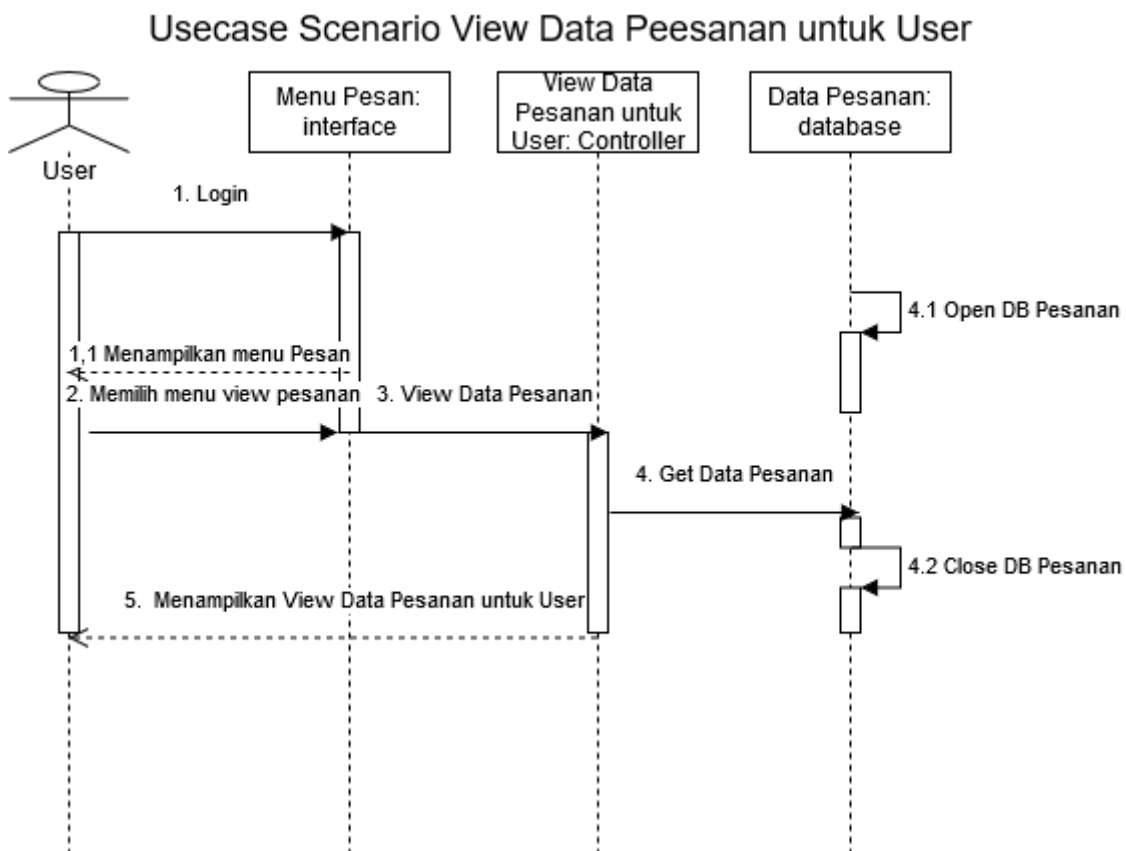 Usecase Scenario View Data Peesanan untuk User
User
Menu Pesan:
interface
View Data
Pesanan untuk
User: Controller
Data Pesanan:
database
1. Login
4.1 Open DB Pesanan
1,1 Menampilkan menu Pesan
2. Memilih menu view pesanan
3. View Data Pesanan
4. Get Data Pesanan
4.2 Close DB Pesanan
5. Menampilkan View Data Pesanan untuk User